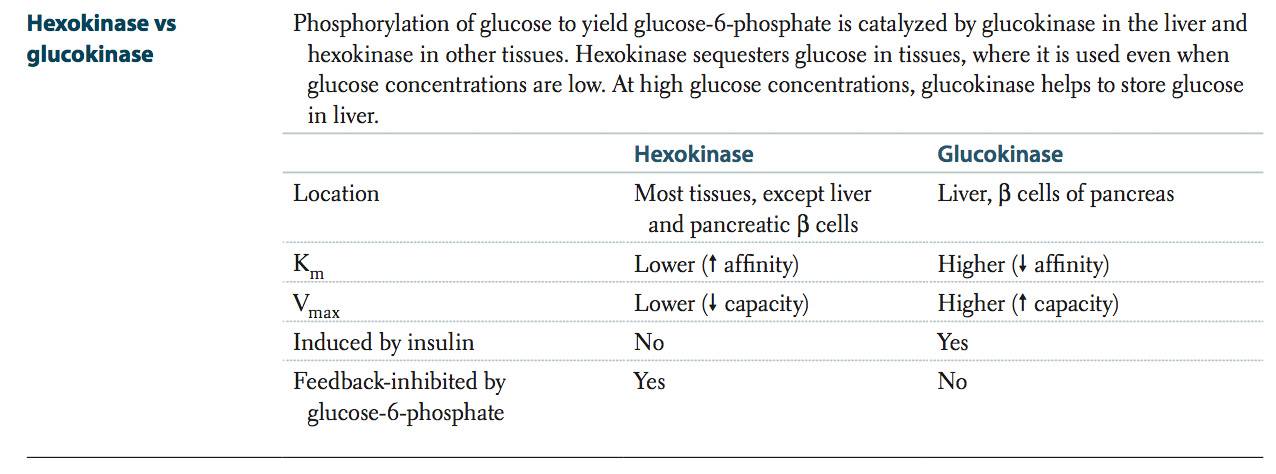 Hexokinase vs
glucokinase
Phosphorylation of glucose to yield glucose-6-phosphate is catalyzed by glucokinase in the liver and
hexokinase in other tissues. Hexokinase sequesters glucose in tissues, where it is used even when
glucose concentrations are low. At high glucose concentrations, glucokinase helps to store glucose
in liver.
Hexokinase Glucokinase
Location Most tissues, except liver Liver, β cells of pancreas
and pancreatic β cells
Km Lower (↑ affinity) Higher (↓ affinity)
Vmax Lower (↓ capacity) Higher (↑ capacity)
Induced by insulin No Yes
Feedback-inhibited by Yes No
glucose-6-phosphate